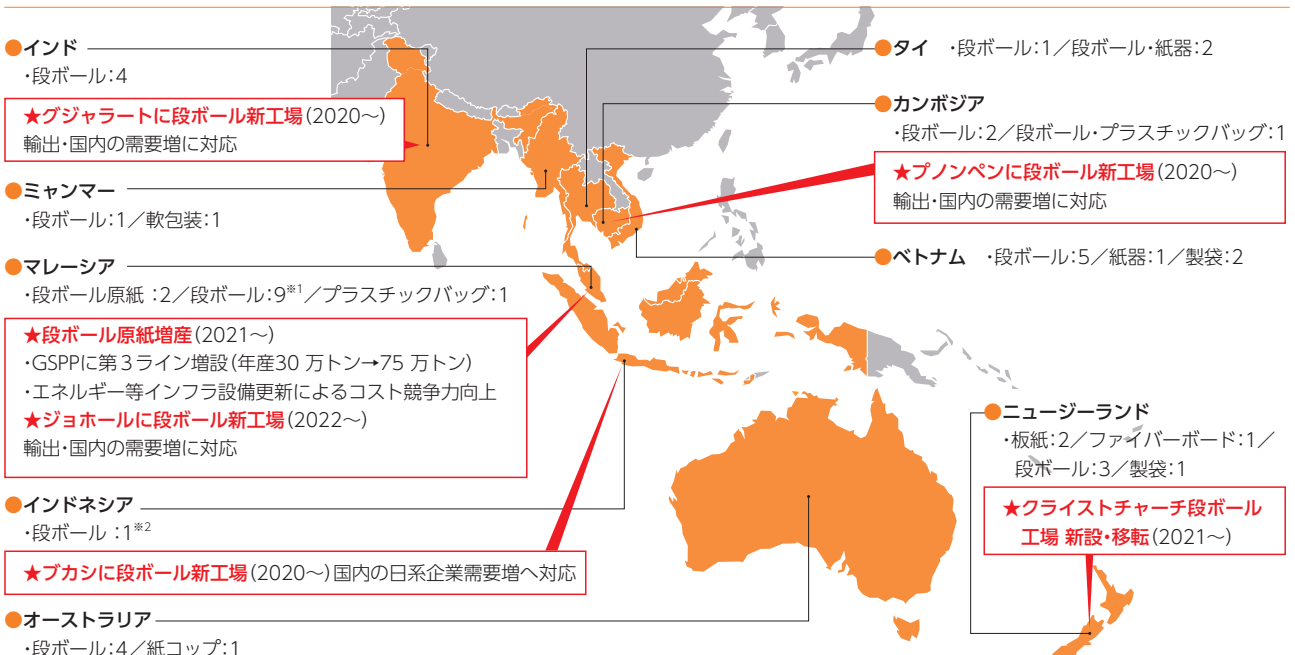 ●インド
・段ボール:4
★グジャラートに段ボール新工場(2020～)
輸出・国内の需要増に対応
●ミャンマー
・段ボール:1／軟包装:1
●マレーシア
・段ボール原紙 :2／段ボール:9※1／プラスチックバッグ:1
★段ボール原紙増産(2021～)
・GSPPに第３ライン増設(年産30 万トン→75 万トン)
・エネルギー等インフラ設備更新によるコスト競争力向上
★ジョホールに段ボール新工場(2022～)
輸出・国内の需要増に対応
●インドネシア
・段ボール :1※2
★ブカシに段ボール新工場(2020～)国内の日系企業需要増へ対応
●オーストラリア
・段ボール:4／紙コップ:1
●タイ ・段ボール:1／段ボール・紙器:2
●カンボジア
・段ボール:2／段ボール・プラスチックバッグ:1
★プノンペンに段ボール新工場(2020～)
輸出・国内の需要増に対応
●ベトナム ・段ボール:5／紙器:1／製袋:2
●ニュージーランド
・板紙:2／ファイバーボード:1／
段ボール:3／製袋:1
★クライストチャーチ段ボール
工場 新設・移転(2021～)